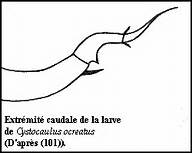 Extrémité caudale de la larve
de Cystocaulus ocreatus
(D'après (101)).